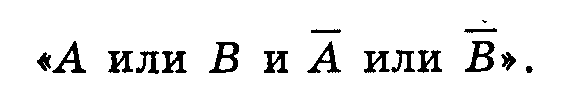 «A или B и A̅ или B̅».